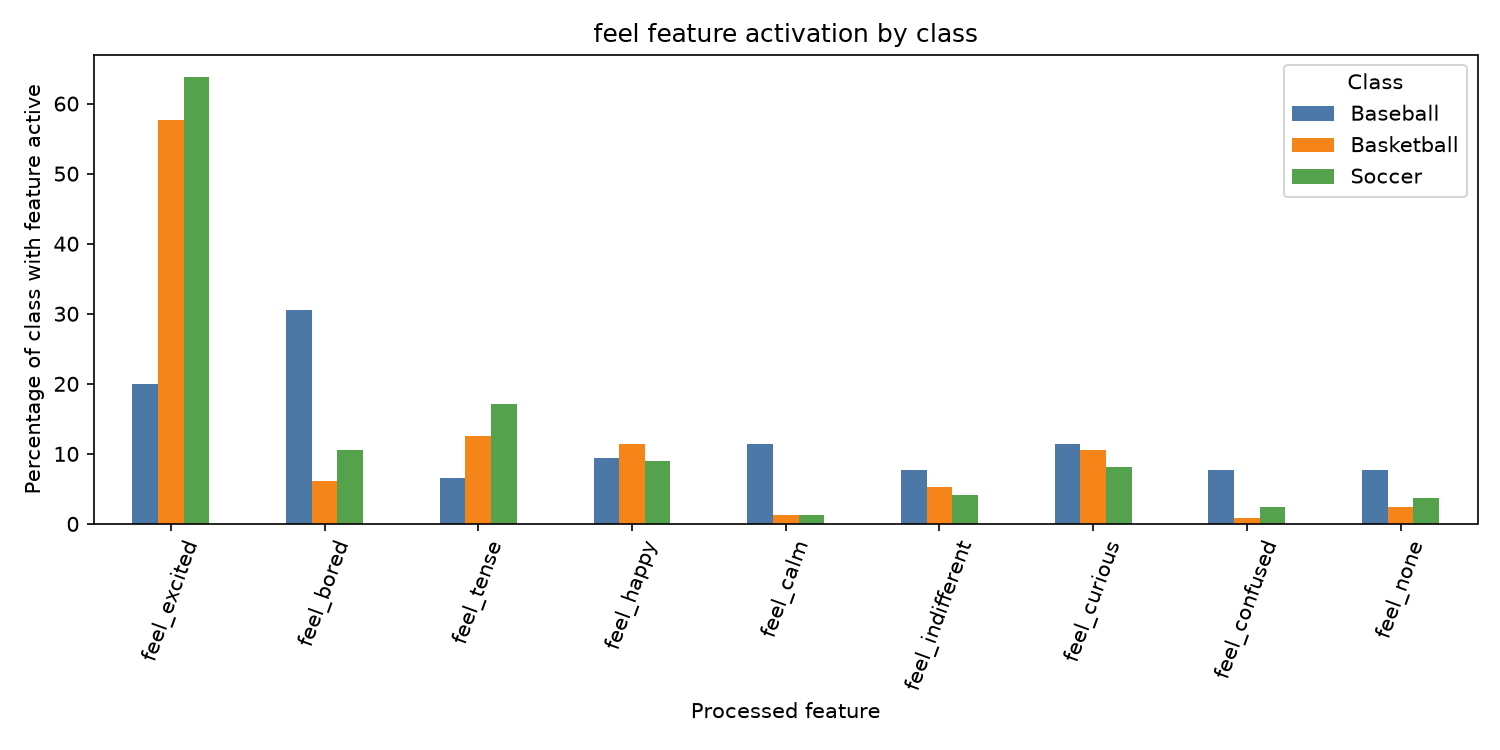 feel feature activation by class
Percentage of class with feature active
60
50
40
30
20
10
0
Class
Baseball
Basketball
Soccer
feel_excited
feel_bored
feel_tense
feel_happy
feel_calm
feel_indifferent
feel_curious
feel_confused
feel_none
Processed feature